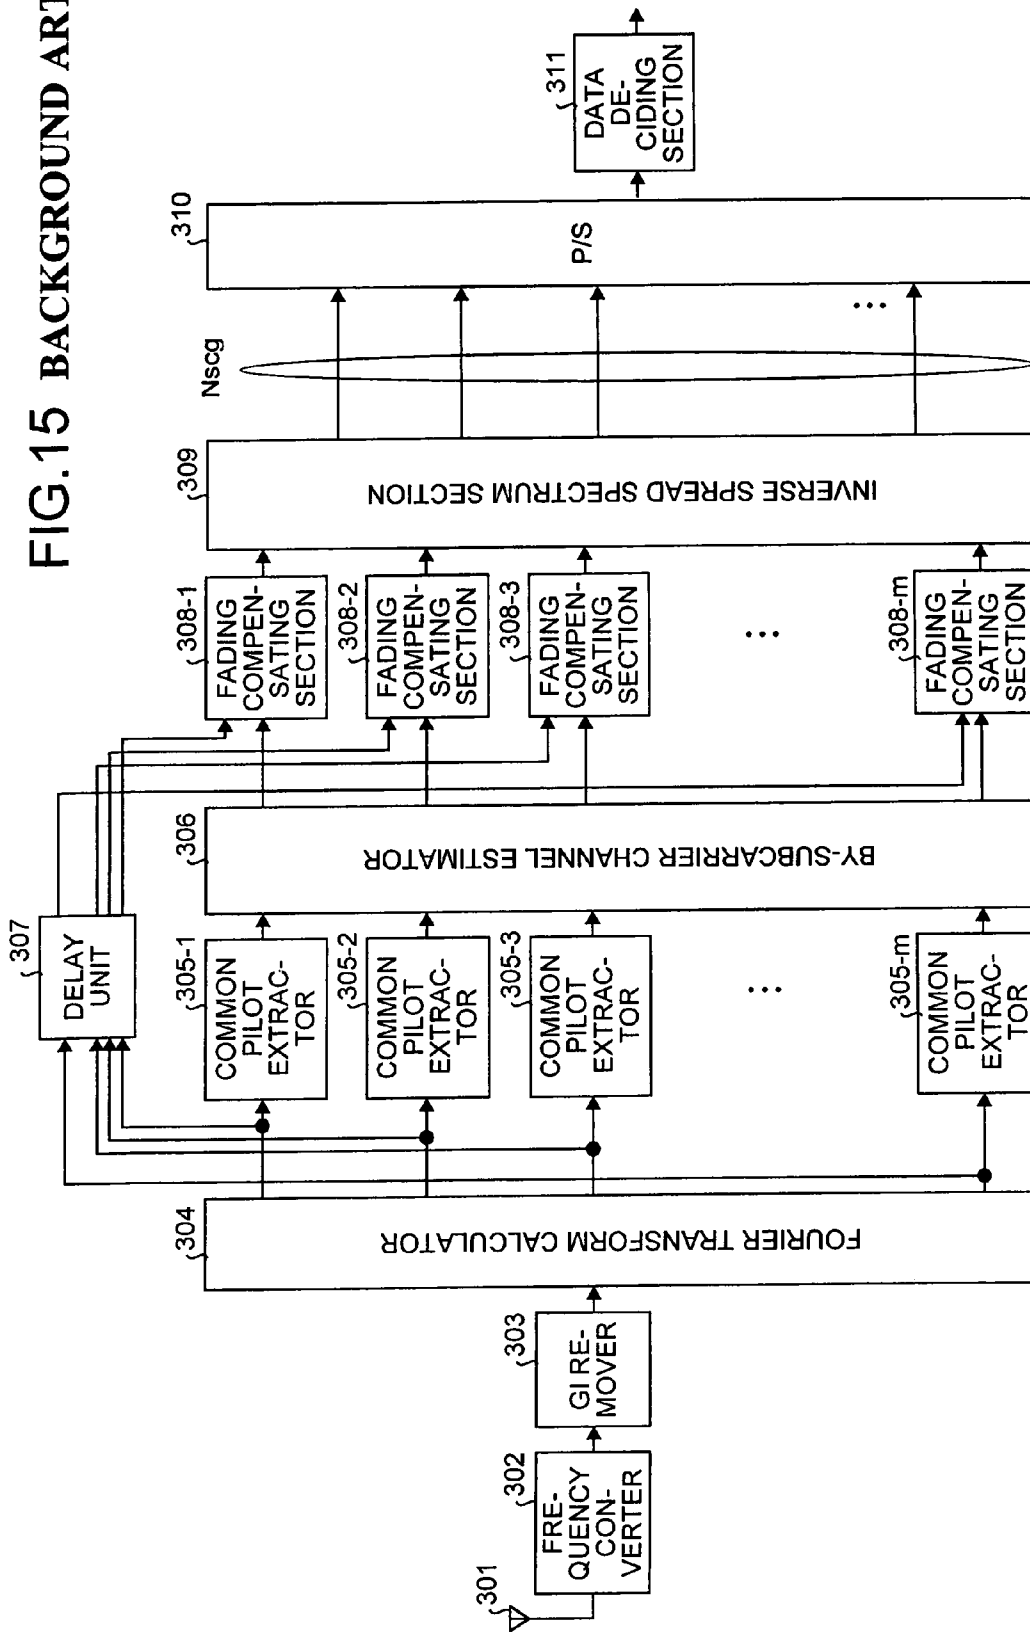 FIG.15 BACKGROUND ART
301
302
FRE-
QUENCY
CON-
VERTER
303
GI RE-
MOVER
304
FOURIER TRANSFORM CALCULATOR
307
DELAY
UNIT
305-1
COMMON
PILOT
EXTRAC-
TOR
305-2
COMMON
PILOT
EXTRAC-
TOR
305-3
COMMON
PILOT
EXTRAC-
TOR
...
305-m
COMMON
PILOT
EXTRAC-
TOR
306
BY-SUBCARRIER CHANNEL ESTIMATOR
308-1
FADING
COMPEN-
SATING
SECTION
308-2
FADING
COMPEN-
SATING
SECTION
308-3
FADING
COMPEN-
SATING
SECTION
...
308-m
FADING
COMPEN-
SATING
SECTION
309
INVERSE SPREAD SPECTRUM SECTION
Nscg
...
310
P/S
311
DATA
DE-
CIDING
SECTION